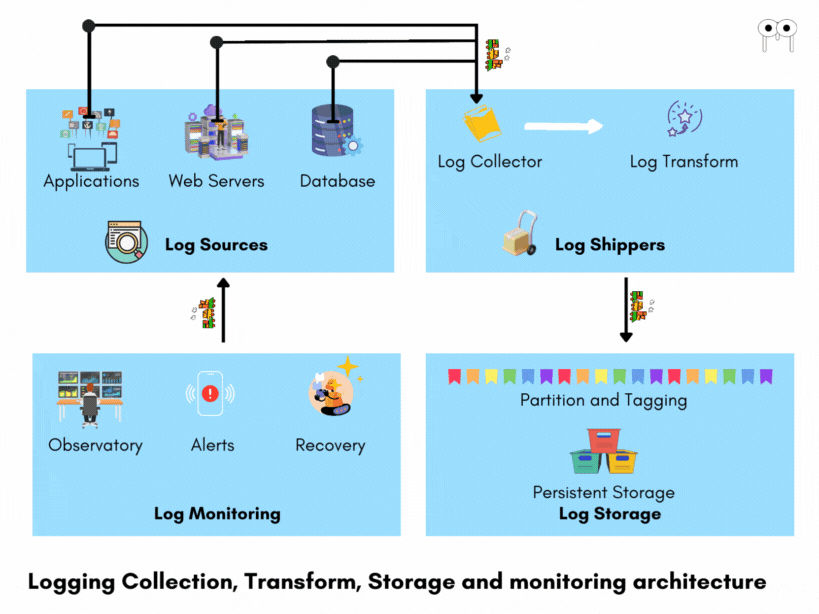 Applications
Web Servers
Database
Log Sources
Log Collector
Log Transform
Log Shippers
Observatory
Alerts
Recovery
Log Monitoring
Partition and Tagging
Persistent Storage
Log Storage
Logging Collection, Transform, Storage and monitoring architecture